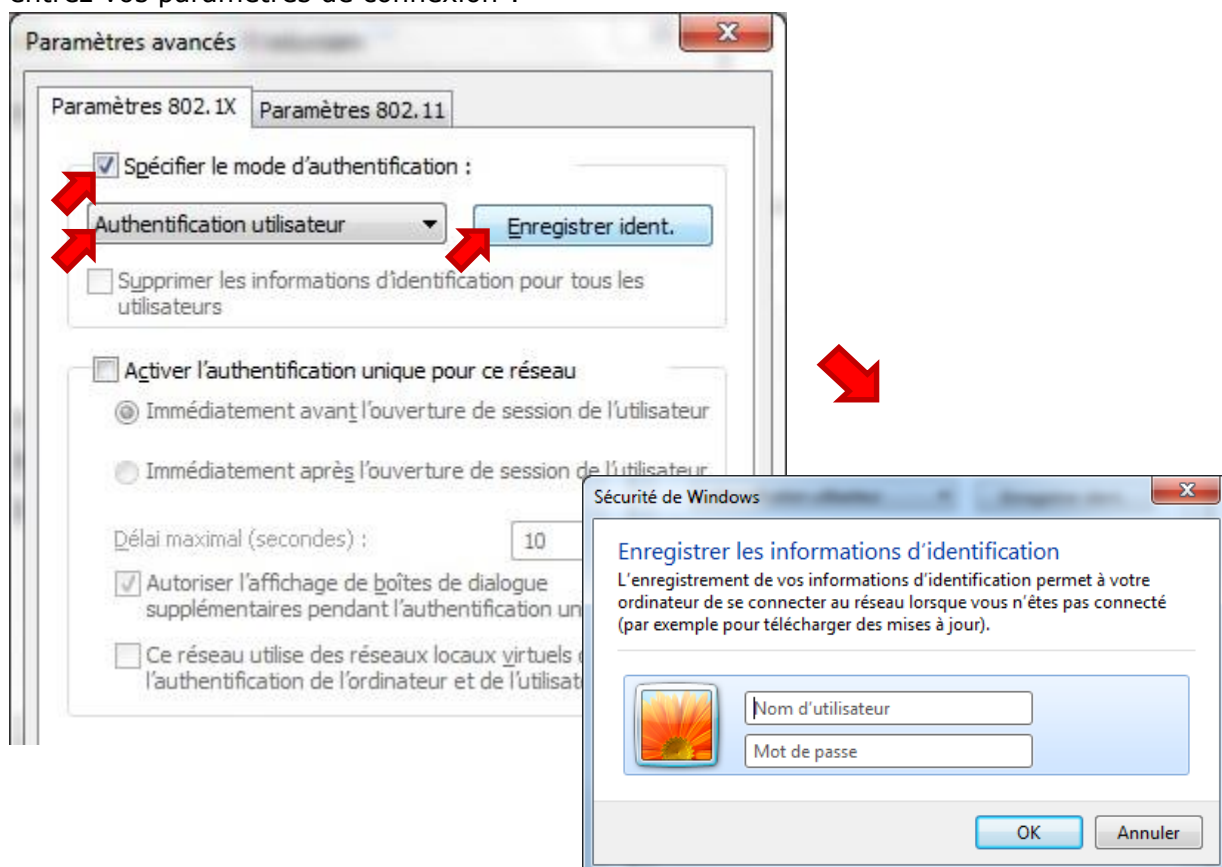 entrez vos paramètres de connexion :
Paramètres avancés
Paramètres 802.1X Paramètres 802.11
Spécifier le mode d'authentification :
Authentification utilisateur Enregistrer ident.
Supprimer les informations d'identification pour tous les
utilisateurs
Activer l'authentification unique pour ce réseau
Immédiatement avant l'ouverture de session de l'utilisateur
Immédiatement après l'ouverture de session de l'utilisateur
Délai maximal (secondes) : 10
Autoriser l'affichage de boîtes de dialogue
supplémentaires pendant l'authentification un
Ce réseau utilise des réseaux locaux virtuels
l'authentification de l'ordinateur et de l'utilisat
Sécurité de Windows
Enregistrer les informations d'identification
L'enregistrement de vos informations d'identification permet à votre
ordinateur de se connecter au réseau lorsque vous n'êtes pas connecté
(par exemple pour télécharger des mises à jour).
Nom d'utilisateur
Mot de passe
OK Annuler